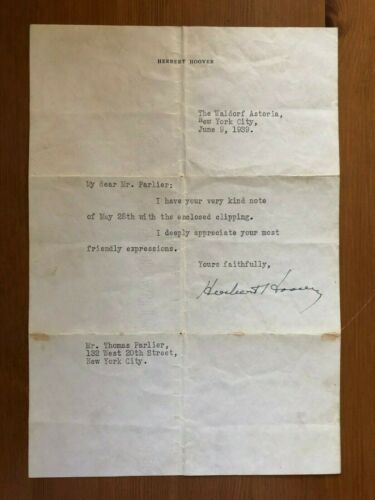 HERBERT HOOVER
The Waldorf Astoria,
New York City,
June 9, 1939.
My dear Mr. Parlier:
I have your very kind note
of May 28th with the enclosed clipping.
I deeply appreciate your most
friendly expressions.
Yours faithfully,
Herbert Hoover
Mr. Thomas Parlier,
132 West 20th Street,
New York City.